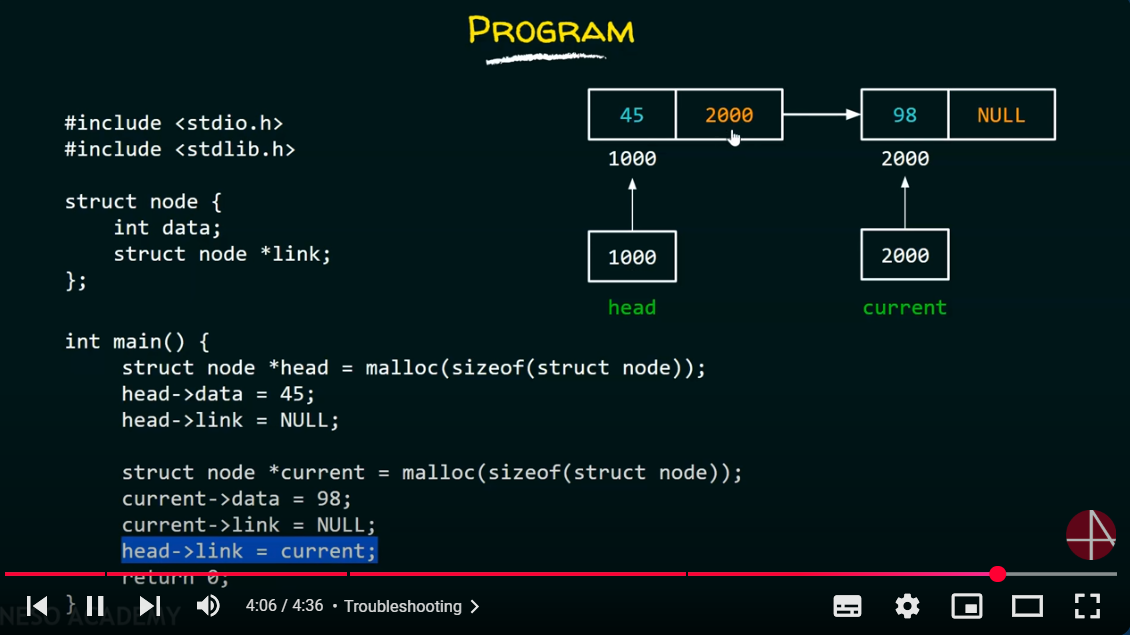 PROGRAM
#include <stdio.h>
#include <stdlib.h>
struct node {
int data;
struct node *link;
};
int main() {
struct node *head = malloc(sizeof(struct node));
head->data = 45;
head->link = NULL;
struct node *current = malloc(sizeof(struct node));
current->data = 98;
current->link = NULL;
head->link = current;
return 0;
}
45 2000 98 NULL
1000 2000
1000 2000
head current
NESO ACADEMY
4:06 / 4:36 • Troubleshooting